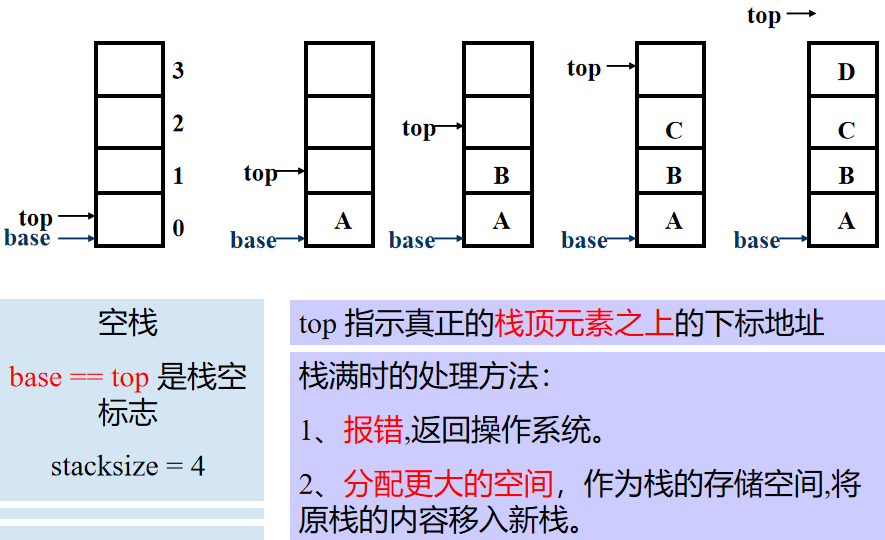 top
3
top
2
top
C
D
C
top
1
B
B
B
top
base
0
base
A
base
A
base
A
base
A
空栈
base == top 是栈空
标志
stacksize = 4
top 指示真正的栈顶元素之上的下标地址
栈满时的处理方法：
1、报错,返回操作系统。
2、分配更大的空间，作为栈的存储空间,将
原栈的内容移入新栈。